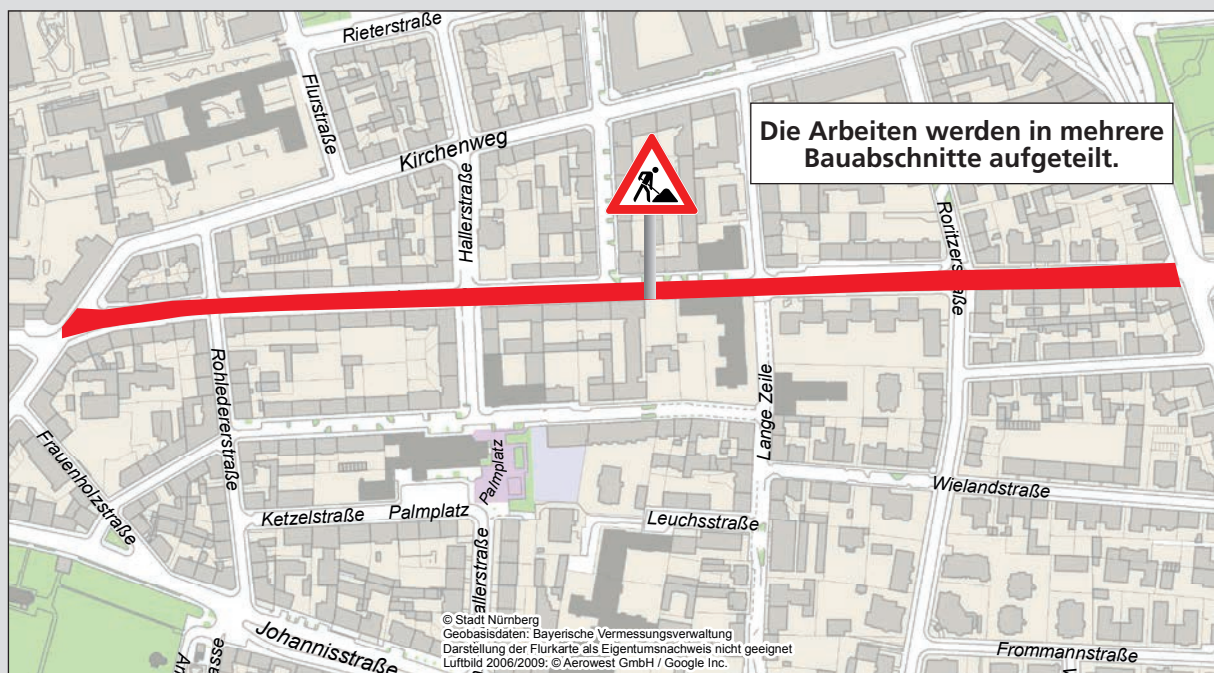 Rieterstraße
Flurstraße
Kirchenweg
Die Arbeiten werden in mehrere
Bauabschnitte aufgeteilt.
Hallerstraße
Roritzerstraße
Rohledererstraße
Lange Zeile
Frauenholzstraße
Palmplatz
Wielandstraße
Ketzelstraße
Palmplatz
Leuchsstraße
allerstraße
Johannisstraße
© Stadt Nürnberg
Geobasisdaten: Bayerische Vermessungsverwaltung
Darstellung der Flurkarte als Eigentumsnachweis nicht geeignet
Luftbild 2006/2009: © Aerowest GmbH / Google Inc.
Frommannstraße